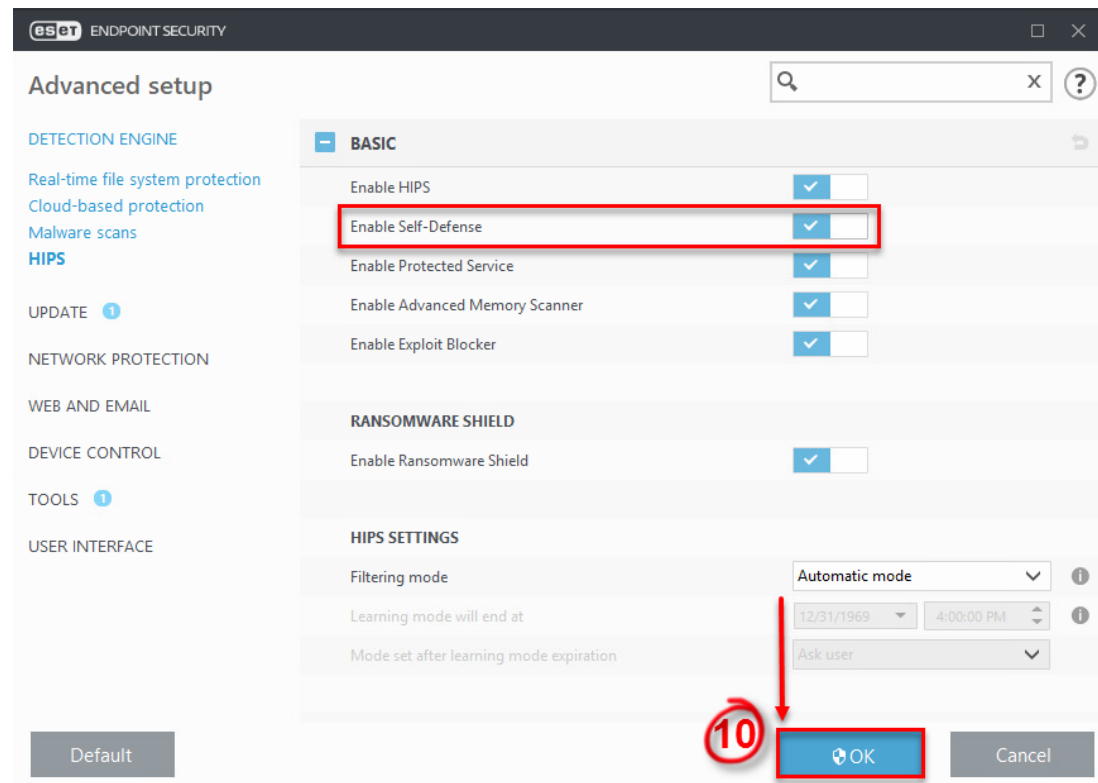 eset ENDPOINT SECURITY
Advanced setup
x
?
DETECTION ENGINE
Real-time file system protection
Cloud-based protection
Malware scans
HIPS
UPDATE 1
NETWORK PROTECTION
WEB AND EMAIL
DEVICE CONTROL
TOOLS 1
USER INTERFACE
BASIC
Enable HIPS
Enable Self-Defense
Enable Protected Service
Enable Advanced Memory Scanner
Enable Exploit Blocker
RANSOMWARE SHIELD
Enable Ransomware Shield
HIPS SETTINGS
Filtering mode Automatic mode
Learning mode will end at 12/31/1969 4:00:00 PM
Mode set after learning mode expiration Ask user
10
Default OK Cancel